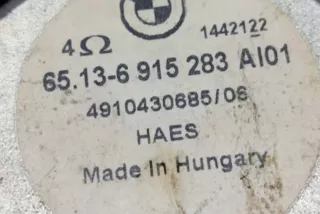 1442122
4Ω
65.13-6 915 283 AI01
4910430685/06
HAES
Made In Hungary